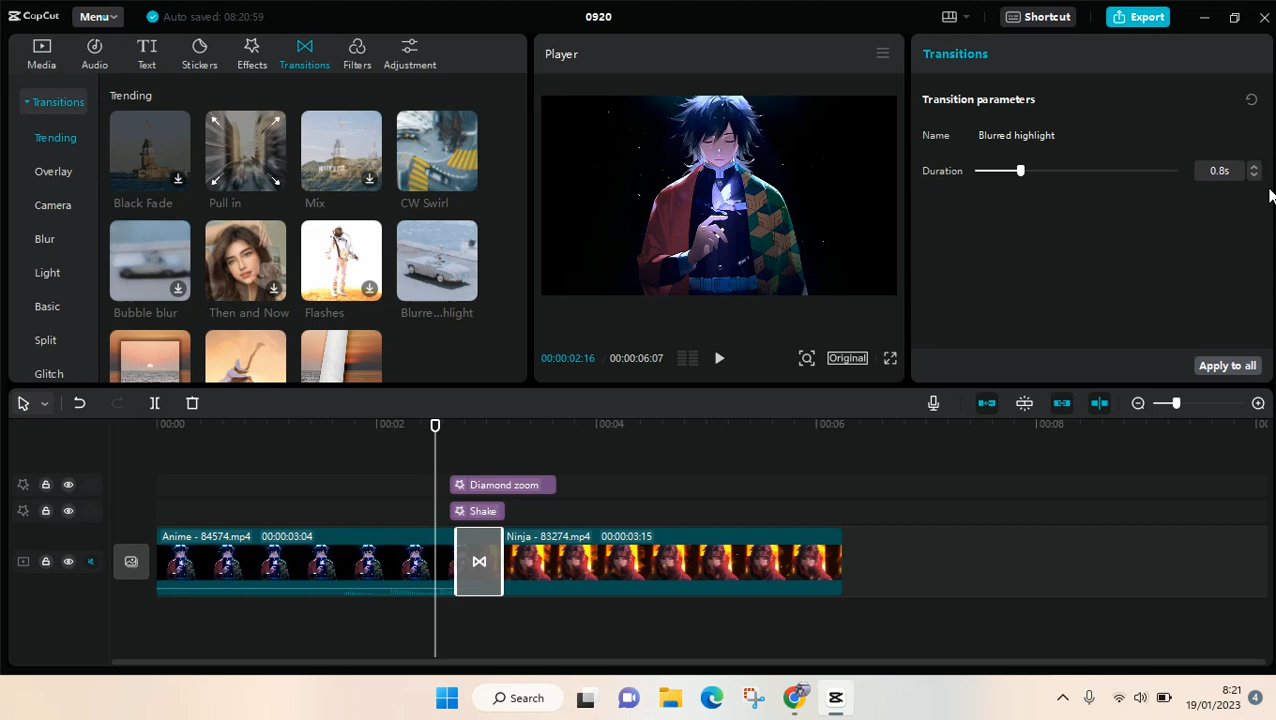 CapCut
Menu
Auto saved: 08:20:59
0920
Shortcut
Export
Media
Audio
Text
Stickers
Effects
Transitions
Filters
Adjustment
Transitions
Trending
Overlay
Camera
Blur
Light
Basic
Split
Glitch
Trending
Black Fade
Pull in
Mix
CW Swirl
Bubble blur
Then and Now
Flashes
Blurre...hlight
Player
00:00:02:16 / 00:00:06:07
Original
Transitions
Transition parameters
Name Blurred highlight
Duration 0.8s
Apply to all
00:00
00:02
00:04
00:06
00:08
Diamond zoom
Shake
Anime - 84574.mp4 00:00:03:04
Ninja - 83274.mp4 00:00:03:15
Search
8:21
19/01/2023
4